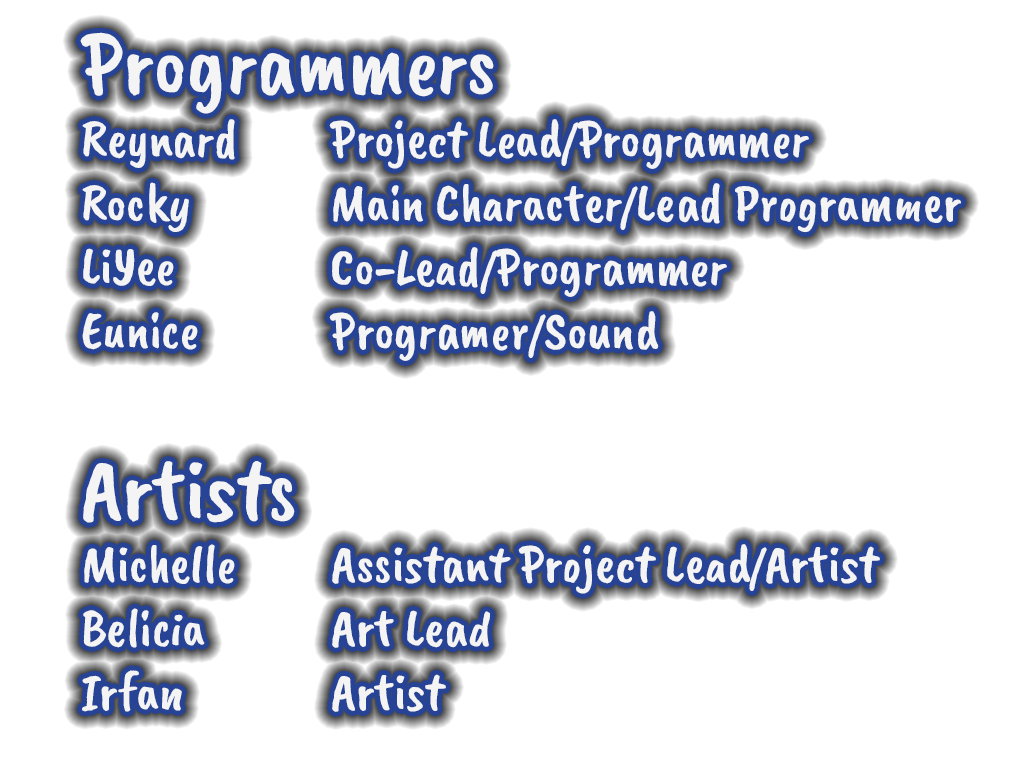 Programmers
Reynard Project Lead/Programmer
Rocky Main Character/Lead Programmer
LiYee Co-Lead/Programmer
Eunice Programer/Sound
Artists
Michelle Assistant Project Lead/Artist
Belicia Art Lead
Irfan Artist